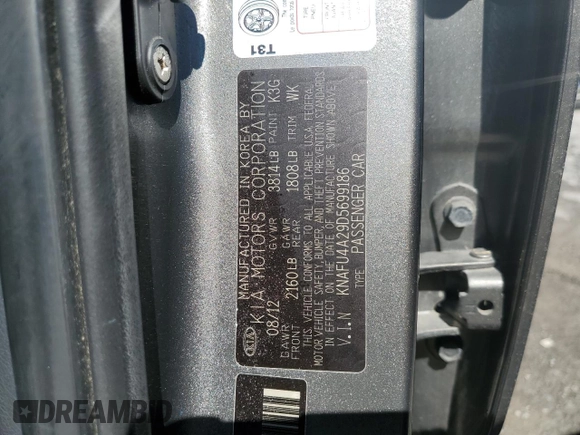 MANUFACTURED IN KOREA BY
KIA MOTORS CORPORATION
08/12 GVWR 3814LB PAINT K3G
GAWR FRONT 2160LB GAWR REAR 1808LB TRIM WK
THIS VEHICLE CONFORMS TO ALL APPLICABLE U.S.A. FEDERAL
MOTOR VEHICLE SAFETY, BUMPER, AND THEFT PREVENTION STANDARDS
IN EFFECT ON THE DATE OF MANUFACTURE SHOWN ABOVE.
V.I.N KNAFU4A29D5699186
TYPE PASSENGER CAR
KIA
T31
DREAMBID